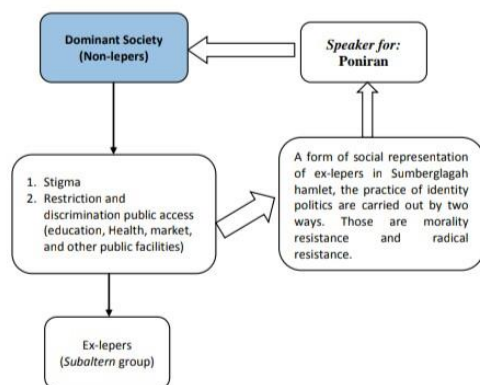 Dominant Society
(Non-lepers)
Speaker for:
Poniran
1. Stigma
2. Restriction and
discrimination public access
(education, Health, market,
and other public facilities)
A form of social representation
of ex-lepers in Sumberglagah
hamlet, the practice of identity
politics are carried out by two
ways. Those are morality
resistance and radical
resistance.
Ex-lepers
(Subaltern group)